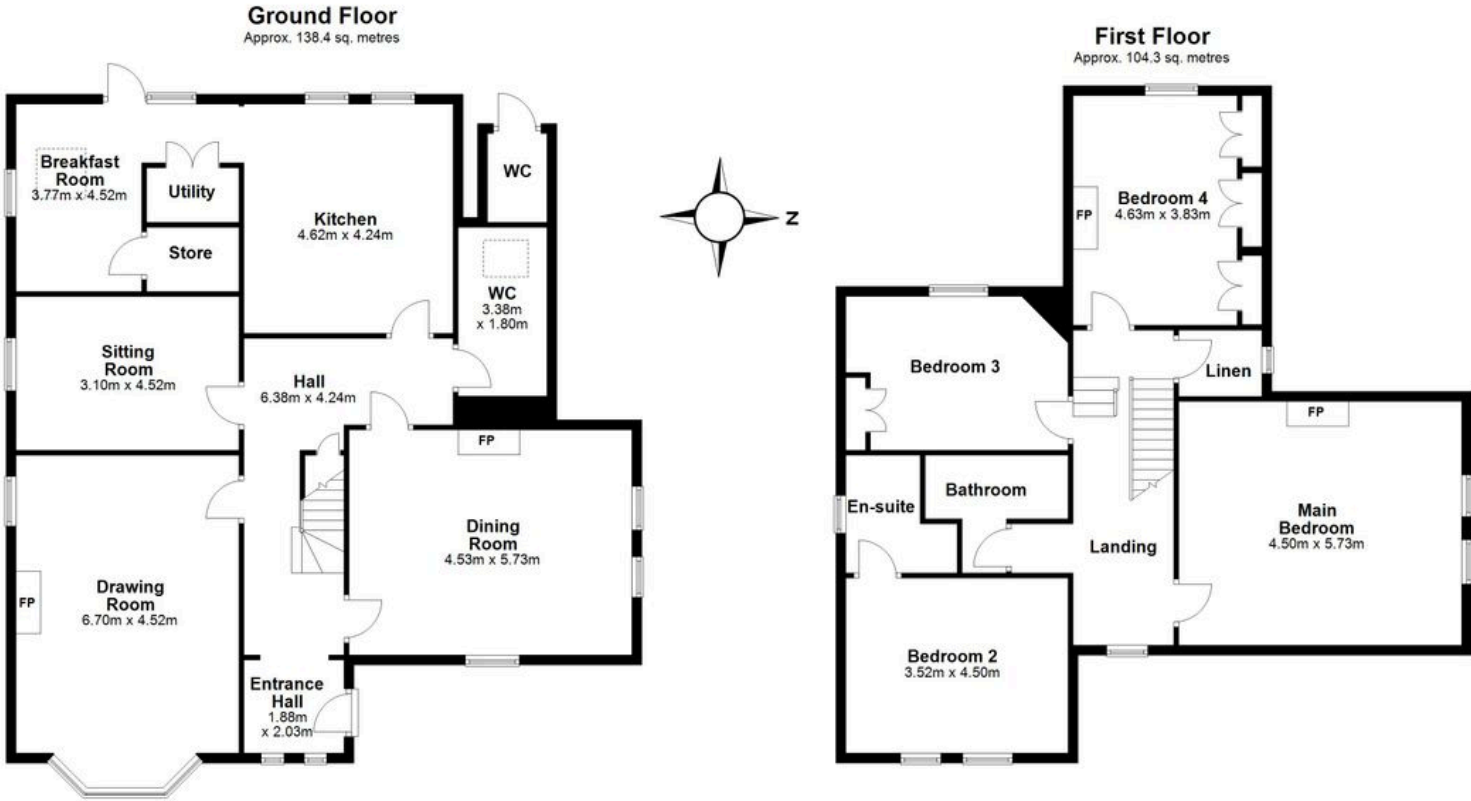 Ground Floor
Approx. 138.4 sq. metres
Breakfast
Room
3.77m x 4.52m
Utility
Store
Kitchen
4.62m x 4.24m
WC
WC
3.38m
x 1.80m
Sitting
Room
3.10m x 4.52m
Hall
6.38m x 4.24m
FP
Dining
Room
4.53m x 5.73m
Drawing
Room
6.70m x 4.52m
FP
Entrance
Hall
1.88m
x 2.03m
N
First Floor
Approx. 104.3 sq. metres
Bedroom 4
4.63m x 3.83m
FP
Bedroom 3
Linen
FP
En-suite
Bathroom
Main
Bedroom
4.50m x 5.73m
Landing
Bedroom 2
3.52m x 4.50m